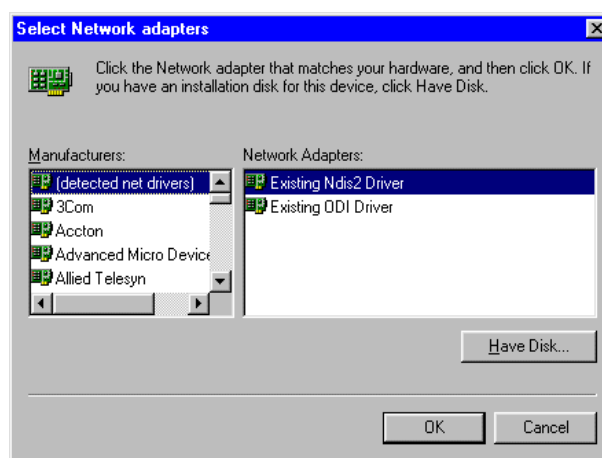 Select Network adapters
Click the Network adapter that matches your hardware, and then click OK. If
you have an installation disk for this device, click Have Disk.
Manufacturers:
(detected net drivers)
3Com
Accton
Advanced Micro Device
Allied Telesyn
Network Adapters:
Existing Ndis2 Driver
Existing ODI Driver
Have Disk...
OK
Cancel